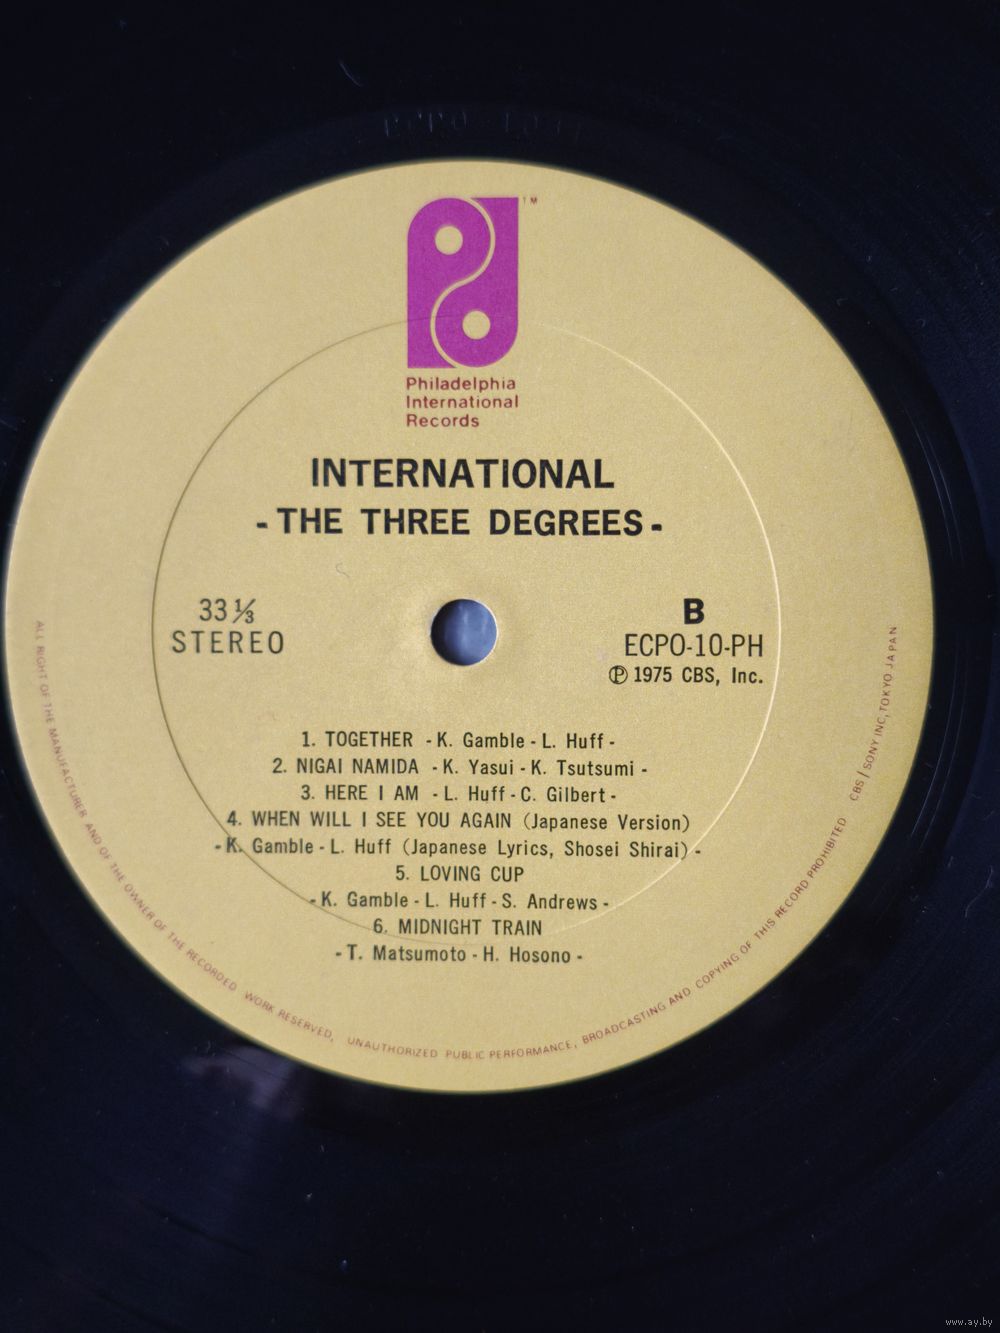 TM
Philadelphia
International
Records
INTERNATIONAL
- THE THREE DEGREES -
33 ⅓
STEREO
B
ECPO-10-PH
Ⓟ 1975 CBS, Inc.
1. TOGETHER - K. Gamble - L. Huff -
2. NIGAI NAMIDA - K. Yasui - K. Tsutsumi -
3. HERE I AM - L. Huff - C. Gilbert -
4. WHEN WILL I SEE YOU AGAIN (Japanese Version)
- K. Gamble - L. Huff (Japanese Lyrics, Shosei Shirai) -
5. LOVING CUP
- K. Gamble - L. Huff - S. Andrews -
6. MIDNIGHT TRAIN
- T. Matsumoto - H. Hosono -
ALL RIGHT OF THE MANUFACTURER AND OF THE OWNER OF THE RECORDED WORK RESERVED, UNAUTHORIZED PUBLIC PERFORMANCE, BROADCASTING AND COPYING OF THIS RECORD PROHIBITED CBS/SONY INC, TOKYO JAPAN
www.ay.by